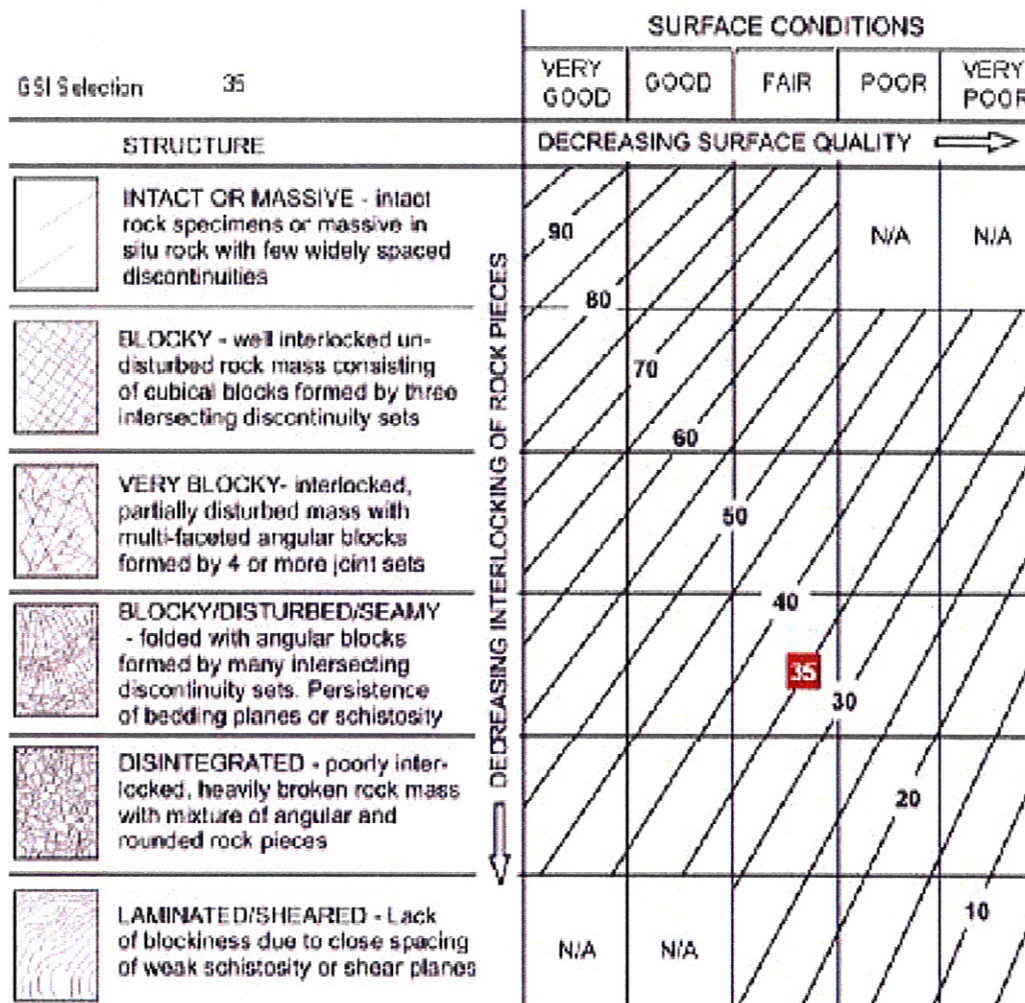 SURFACE CONDITIONS
GSI Selection 35
VERY GOOD
GOOD
FAIR
POOR
VERY POOR
STRUCTURE
DECREASING SURFACE QUALITY
DECREASING INTERLOCKING OF ROCK PIECES
INTACT OR MASSIVE - intact
rock specimens or massive in
situ rock with few widely spaced
discontinuities
BLOCKY - well interlocked un-
disturbed rock mass consisting
of cubical blocks formed by three
intersecting discontinuity sets
VERY BLOCKY- interlocked,
partially disturbed mass with
multi-faceted angular blocks
formed by 4 or more joint sets
BLOCKY/DISTURBED/SEAMY
- folded with angular blocks
formed by many intersecting
discontinuity sets. Persistence
of bedding planes or schistosity
DISINTEGRATED - poorly inter-
locked, heavily broken rock mass
with mixture of angular and
rounded rock pieces
LAMINATED/SHEARED - Lack
of blockiness due to close spacing
of weak schistosity or shear planes
90
N/A
N/A
80
70
60
50
40
35
30
20
10
N/A
N/A